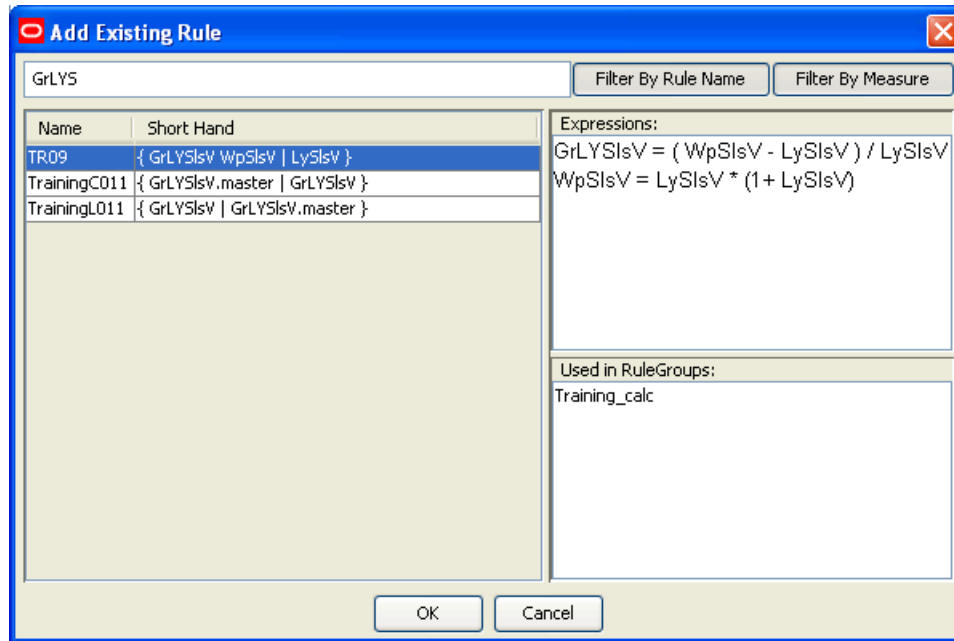 Add Existing Rule
GrLYS
Filter By Rule Name
Filter By Measure
Name Short Hand
TR09 { GrLYSlsV WpSlsV | LySlsV }
TrainingC011 { GrLYSlsV.master | GrLYSlsV }
TrainingL011 { GrLYSlsV | GrLYSlsV.master }
Expressions:
GrLYSlsV = ( WpSlsV - LySlsV ) / LySlsV
WpSlsV = LySlsV * (1+ LySlsV)
Used in RuleGroups:
Training_calc
OK
Cancel